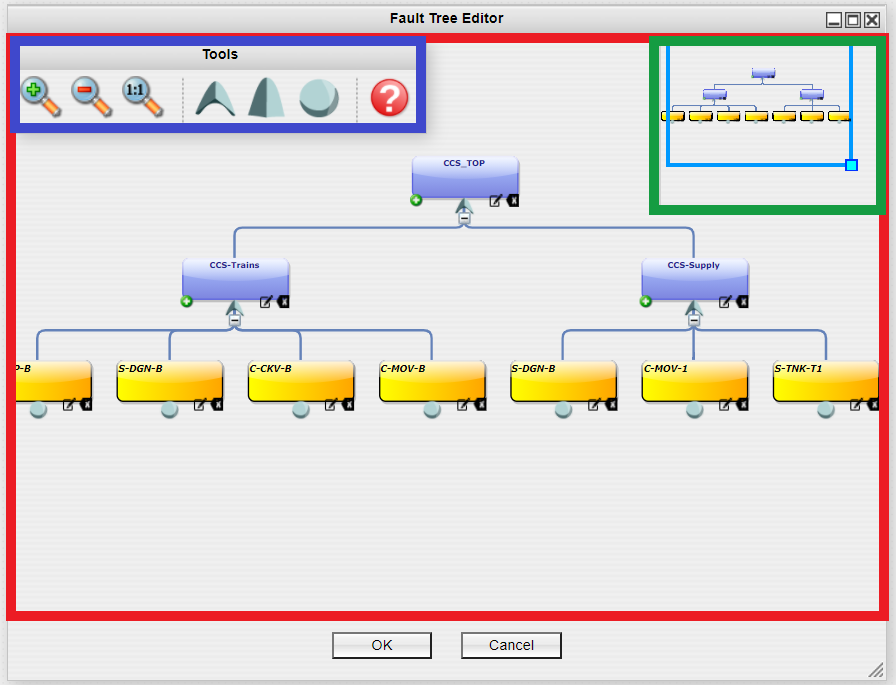 Fault Tree Editor
Tools
1:1
?
CCS_TOP
CCS-Trains
CCS-Supply
P-B
S-DGN-B
C-CKV-B
C-MOV-B
S-DGN-B
C-MOV-1
S-TNK-T1
OK
Cancel